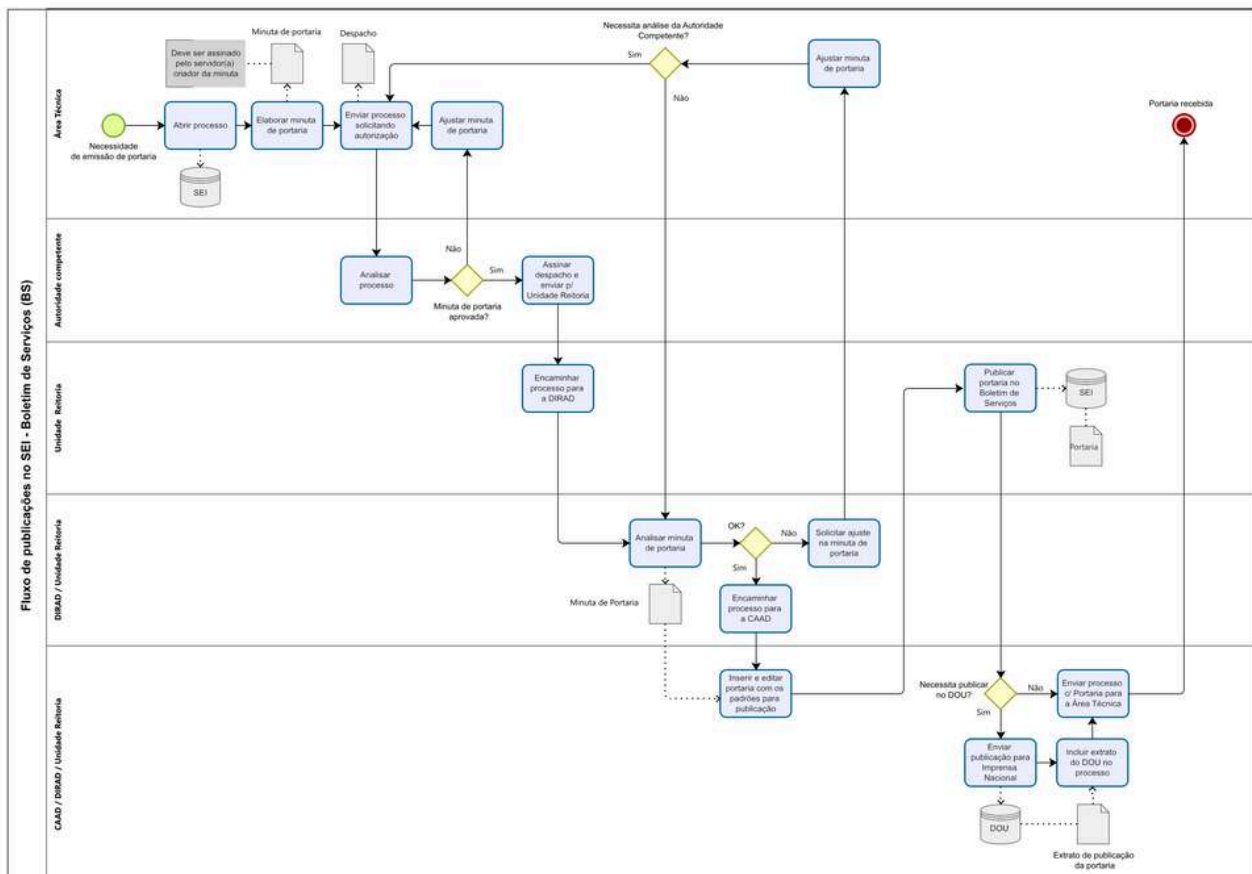 Fluxo de publicações no SEI - Boletim de Serviços (BS)
Área Técnica
Necessidade
de emissão de portaria
Abrir processo
SEI
Deve ser assinado
pelo servidor(a)
criador da minuta
Minuta de portaria
Elaborar minuta
de portaria
Despacho
Enviar processo
solicitando
autorização
Ajustar minuta
de portaria
Necessita análise da Autoridade
Competente?
Sim
Não
Ajustar minuta
de portaria
Portaria recebida
Autoridade competente
Analisar
processo
Não
Sim
Minuta de portaria
aprovada?
Assinar
despacho e
enviar p/
Unidade Reitoria
Unidade Reitoria
Encaminhar
processo para
a DIRAD
Publicar
portaria no
Boletim de
Serviços
SEI
Portaria
DIRAD / Unidade Reitoria
Analisar minuta
de portaria
OK?
Não
Sim
Solicitar ajuste
na minuta de
portaria
Minuta de Portaria
Encaminhar
processo para
a CAAD
CAAD / DIRAD / Unidade Reitoria
Inserir e editar
portaria com os
padrões para
publicação
Necessita publicar
no DOU?
Não
Sim
Enviar processo
c/ Portaria para
a Área Técnica
Enviar
publicação para
Imprensa
Nacional
Incluir extrato
do DOU no
processo
DOU
Extrato de publicação
da portaria